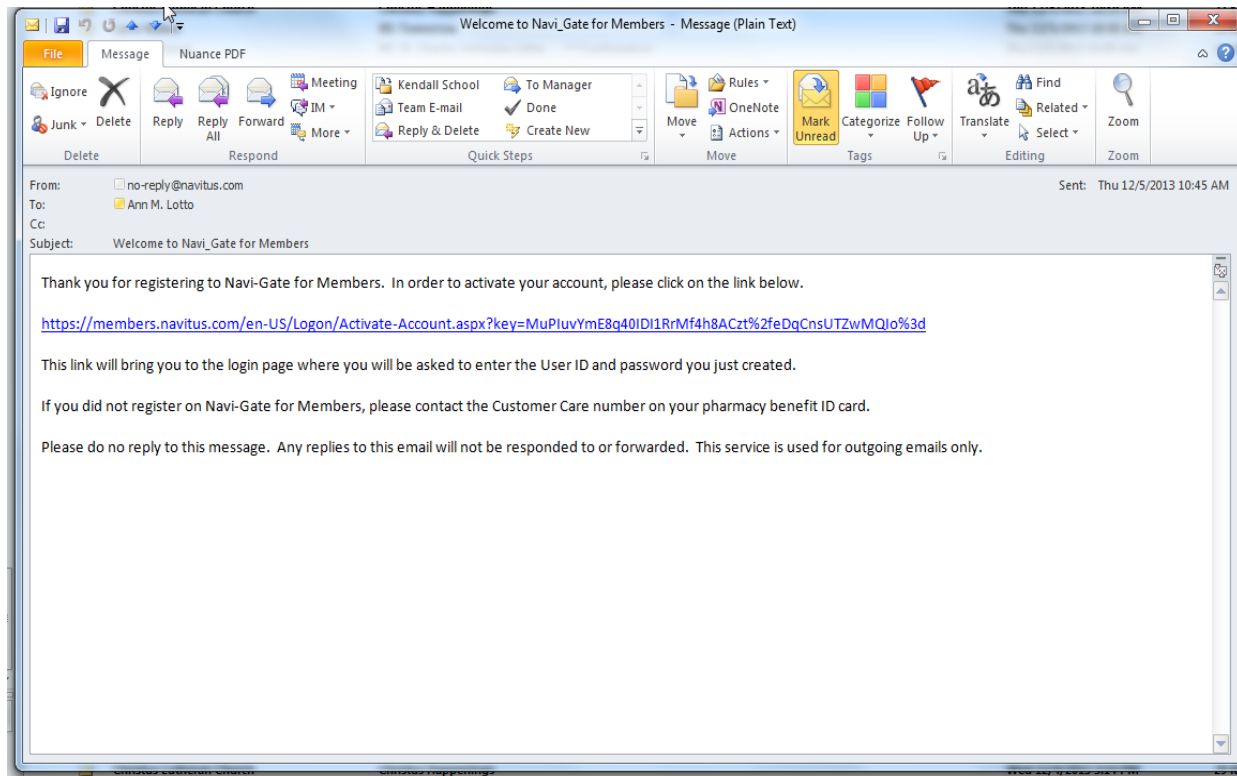 Welcome to Navi_Gate for Members - Message (Plain Text)
File Message Nuance PDF
Ignore
Junk
Delete
Reply
Reply All
Forward
Meeting
IM
More
Kendall School
Team E-mail
Reply & Delete
To Manager
Done
Create New
Move
Rules
OneNote
Actions
Mark Unread
Categorize
Follow Up
Translate
Find
Related
Select
Zoom
Delete Respond Quick Steps Move Tags Editing Zoom
From: no-reply@navitus.com Sent: Thu 12/5/2013 10:45 AM
To: Ann M. Lotto
Cc:
Subject: Welcome to Navi_Gate for Members
Thank you for registering to Navi-Gate for Members. In order to activate your account, please click on the link below.
https://members.navitus.com/en-US/Logon/Activate-Account.aspx?key=MuPIuvYmE8q40IDI1RrMf4h8ACzt%2feDqCnsUTZwMQIo%3d
This link will bring you to the login page where you will be asked to enter the User ID and password you just created.
If you did not register on Navi-Gate for Members, please contact the Customer Care number on your pharmacy benefit ID card.
Please do no reply to this message. Any replies to this email will not be responded to or forwarded. This service is used for outgoing emails only.